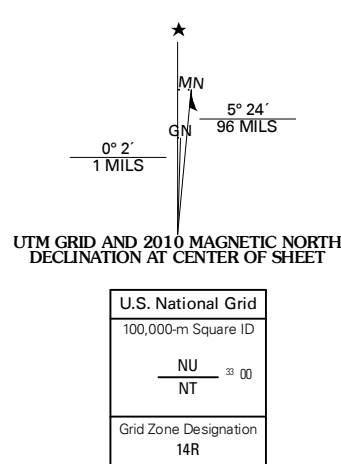 ★
MN
5° 24´
96 MILS
GN
0° 2´
1 MILS
UTM GRID AND 2010 MAGNETIC NORTH
DECLINATION AT CENTER OF SHEET
U.S. National Grid
100,000-m Square ID
NU
33 00
NT
Grid Zone Designation
14R